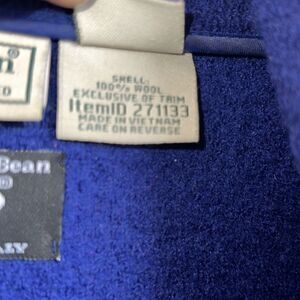 SHELL:
100% WOOL
EXCLUSIVE OF TRIM
ItemID 271133
MADE IN VIETNAM
CARE ON REVERSE
Bean